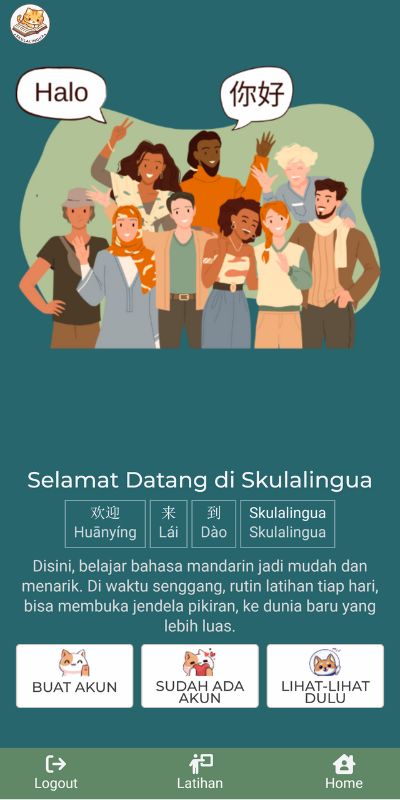 Halo
你好
Selamat Datang di Skulalingua
欢迎 来 到 Skulalingua
Huānyíng Lái Dào Skulalingua
Disini, belajar bahasa mandarin jadi mudah dan
menarik. Di waktu senggang, rutin latihan tiap hari,
bisa membuka jendela pikiran, ke dunia baru yang
lebih luas.
BUAT AKUN
SUDAH ADA
AKUN
LIHAT-LIHAT
DULU
Logout Latihan Home